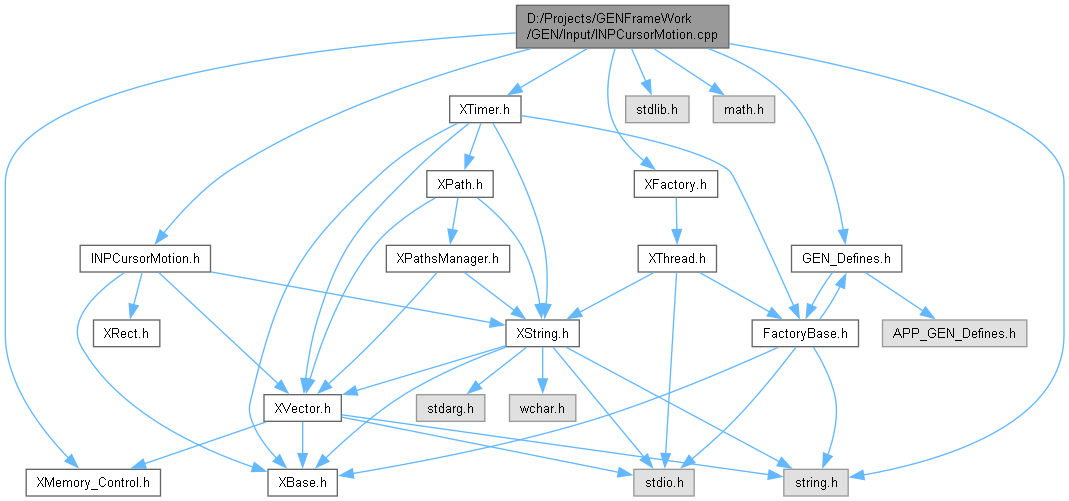 D:/Projects/GENFrameWork
/GEN/Input/INPCursorMotion.cpp
XTimer.h
stdlib.h
math.h
XPath.h
XFactory.h
INPCursorMotion.h
XPathsManager.h
XThread.h
GEN_Defines.h
XRect.h
XString.h
FactoryBase.h
APP_GEN_Defines.h
XVector.h
stdarg.h
wchar.h
XMemory_Control.h
XBase.h
stdio.h
string.h